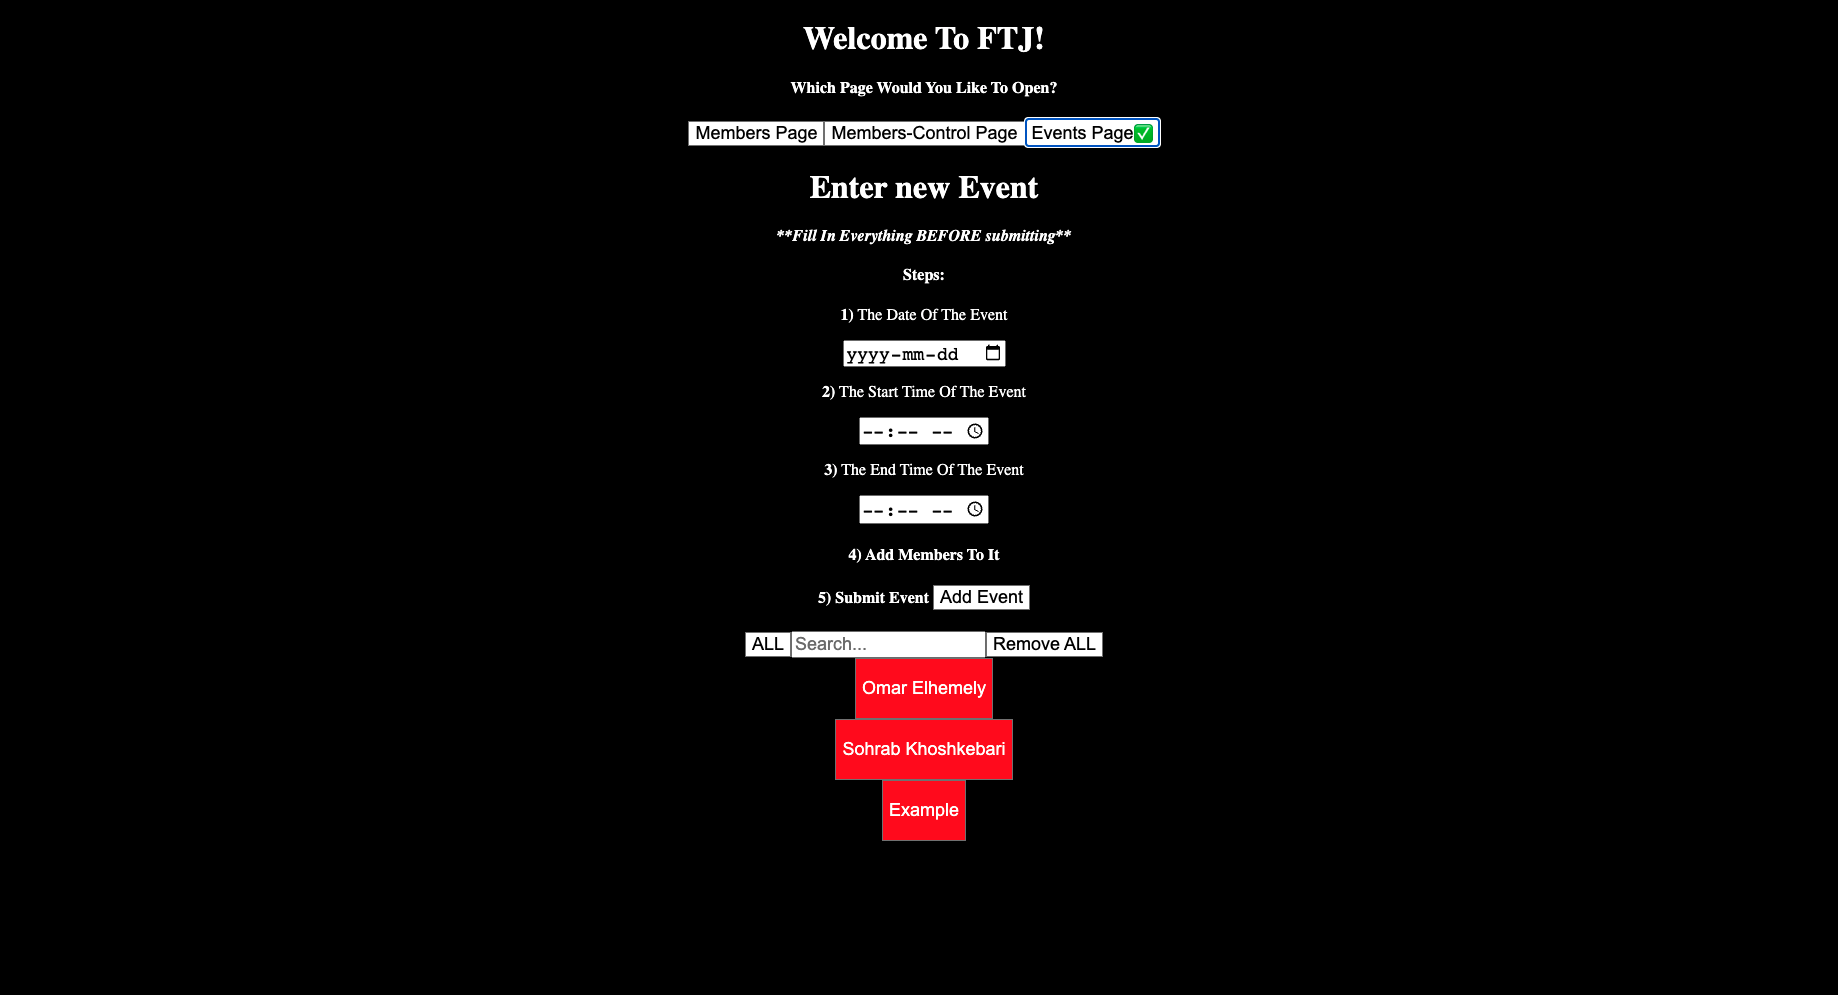 Welcome To FTJ!
Which Page Would You Like To Open?
Members Page Members-Control Page Events Page✅
Enter new Event
**Fill In Everything BEFORE submitting**
Steps:
1) The Date Of The Event
yyyy-mm-dd
2) The Start Time Of The Event
--:-- --
3) The End Time Of The Event
--:-- --
4) Add Members To It
5) Submit Event Add Event
ALL Search... Remove ALL
Omar Elhemely
Sohrab Khoshkebari
Example